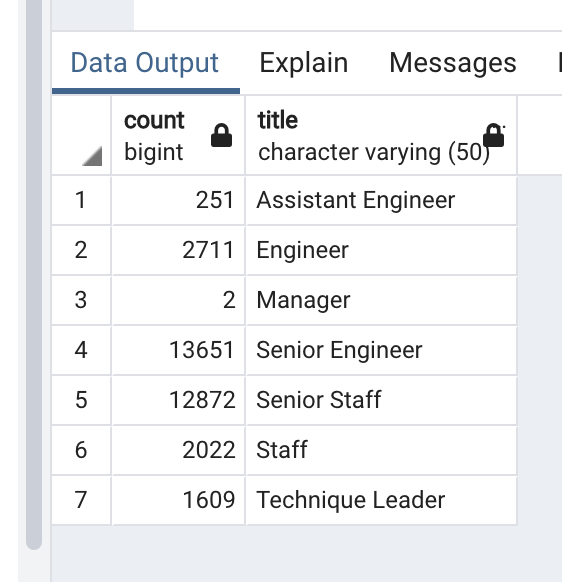 Data Output Explain Messages
count title
bigint character varying (50)
1 251 Assistant Engineer
2 2711 Engineer
3 2 Manager
4 13651 Senior Engineer
5 12872 Senior Staff
6 2022 Staff
7 1609 Technique Leader